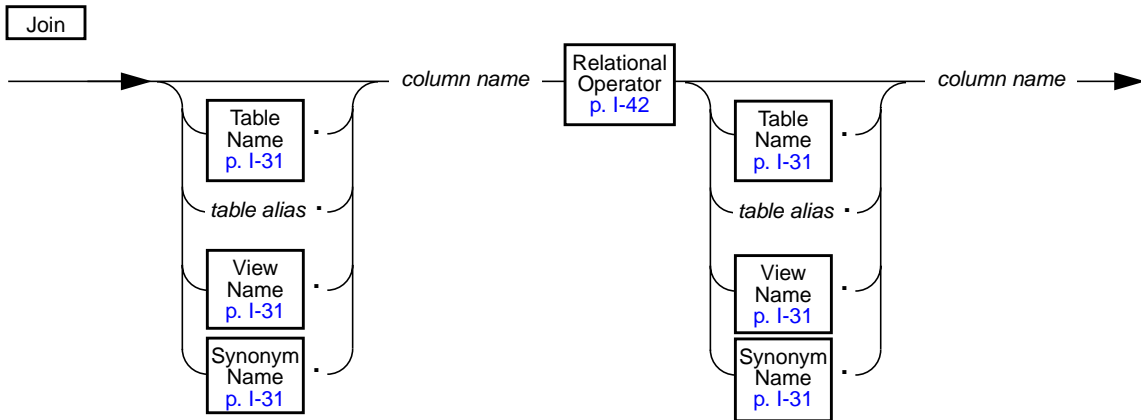 Join
column name
Relational
Operator
p. I-42
column name
Table
Name
p. I-31
.
table alias .
View
Name
p. I-31
.
Synonym
Name
p. I-31
.
Table
Name
p. I-31
.
table alias .
View
Name
p. I-31
.
Synonym
Name
p. I-31
.